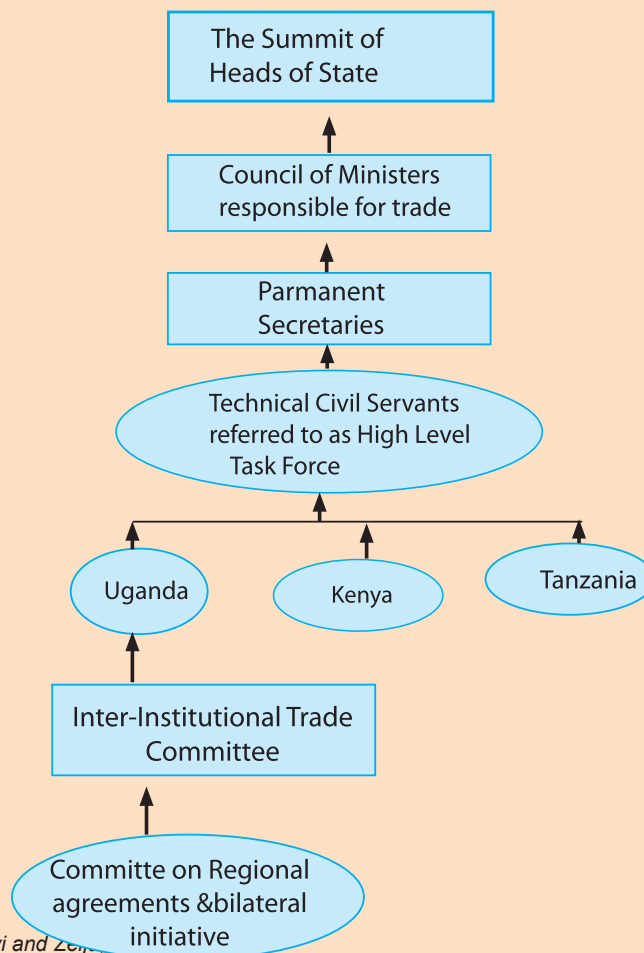 The Summit of
Heads of State
Council of Ministers
responsible for trade
Parmanent
Secretaries
Technical Civil Servants
referred to as High Level
Task Force
Uganda
Kenya
Tanzania
Inter-Institutional Trade
Committee
Committe on Regional
agreements &bilateral
initiative
and